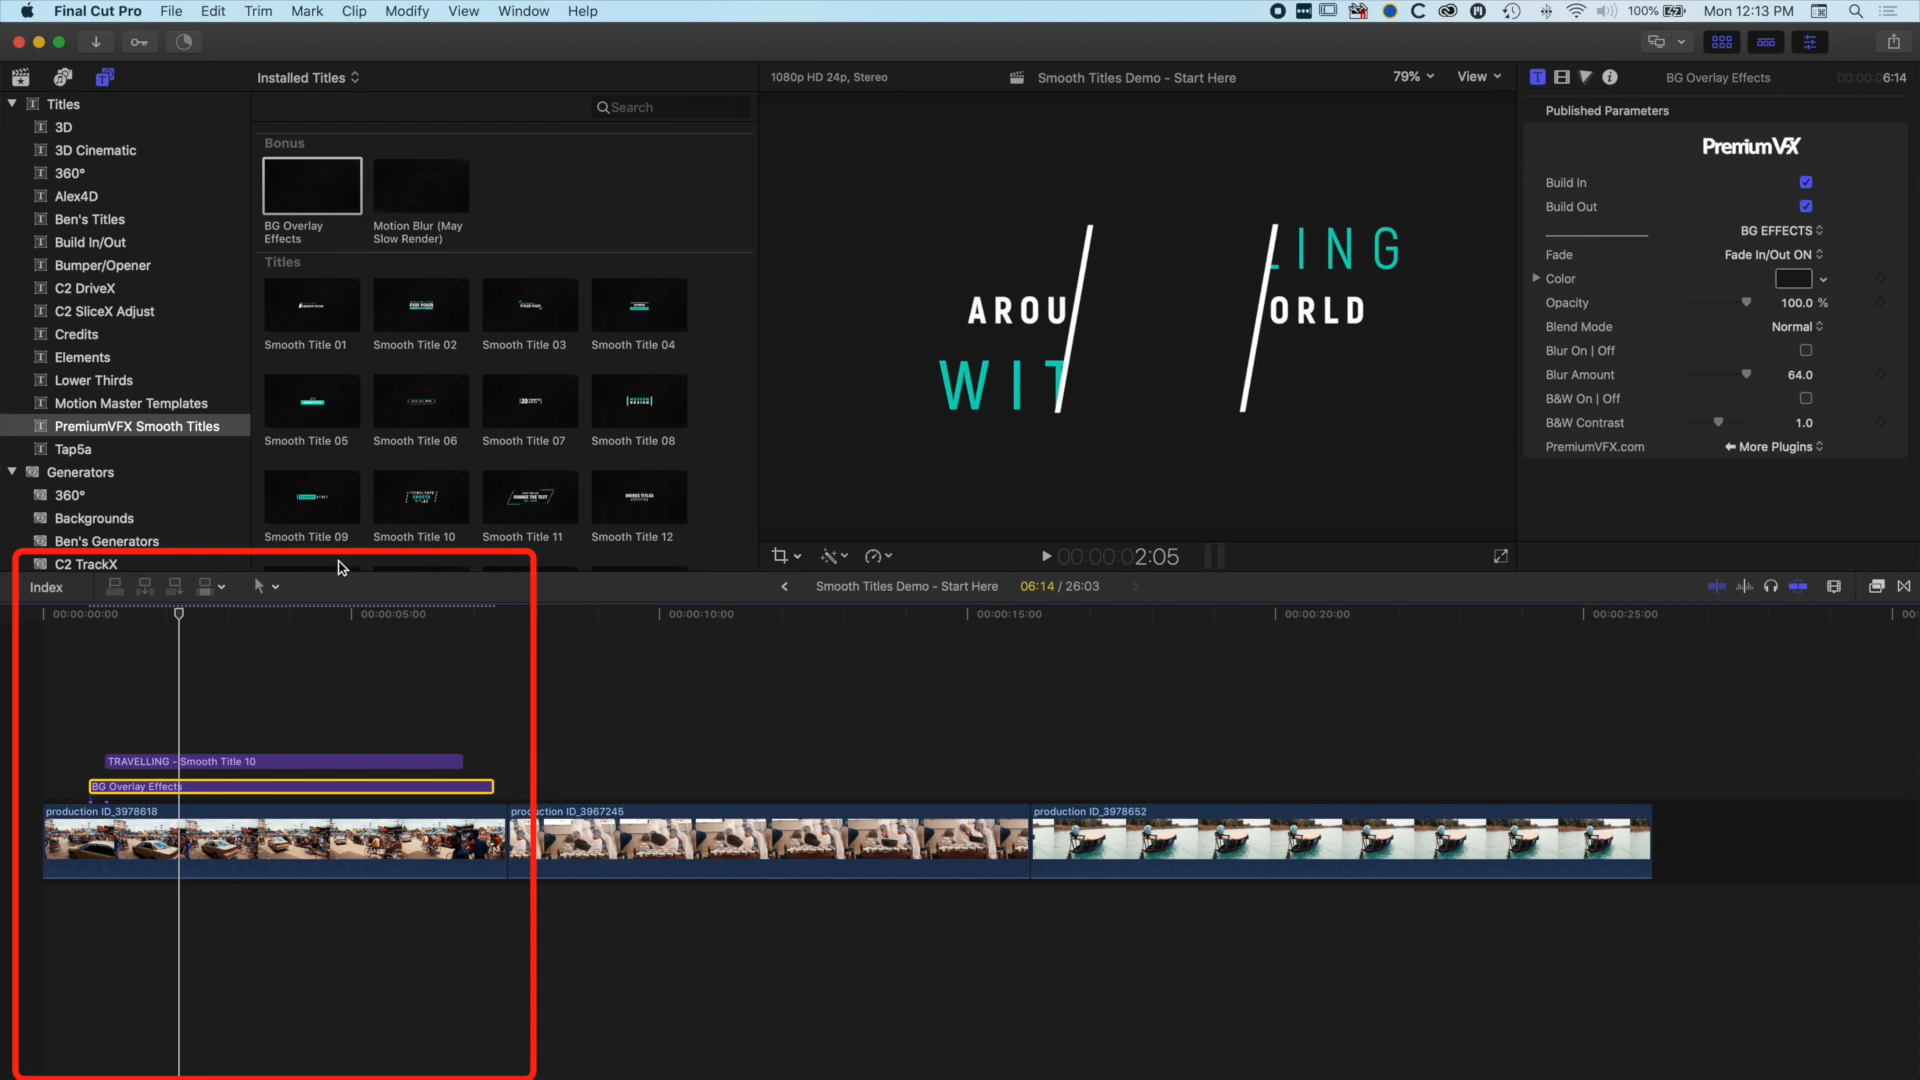 Final Cut Pro File Edit Trim Mark Clip Modify View Window Help 100% Mon 12:13 PM
Installed Titles
1080p HD 24p, Stereo Smooth Titles Demo - Start Here 79% View
BG Overlay Effects 00:00:06:14
Titles
3D
3D Cinematic
360°
Alex4D
Ben's Titles
Build In/Out
Bumper/Opener
C2 DriveX
C2 SliceX Adjust
Credits
Elements
Lower Thirds
Motion Master Templates
PremiumVFX Smooth Titles
Tap5a
Generators
360°
Backgrounds
Ben's Generators
C2 TrackX
Search
Bonus
BG Overlay
Effects
Motion Blur (May
Slow Render)
Titles
Smooth Title 01 Smooth Title 02 Smooth Title 03 Smooth Title 04
Smooth Title 05 Smooth Title 06 Smooth Title 07 Smooth Title 08
Smooth Title 09 Smooth Title 10 Smooth Title 11 Smooth Title 12
LING
AROU ORLD
WIT
00:00:00:02:05
Published Parameters
PremiumVFX
Build In
Build Out
BG EFFECTS
Fade Fade In/Out ON
Color
Opacity 100.0 %
Blend Mode Normal
Blur On | Off
Blur Amount 64.0
B&W On | Off
B&W Contrast 1.0
PremiumVFX.com More Plugins
Index
Smooth Titles Demo - Start Here 06:14 / 26:03
00:00:00:00 00:00:05:00 00:00:10:00 00:00:15:00 00:00:20:00 00:00:25:00 00:
TRAVELLING - Smooth Title 10
BG Overlay Effects
production ID_3978618 production ID_3967245 production ID_3978652